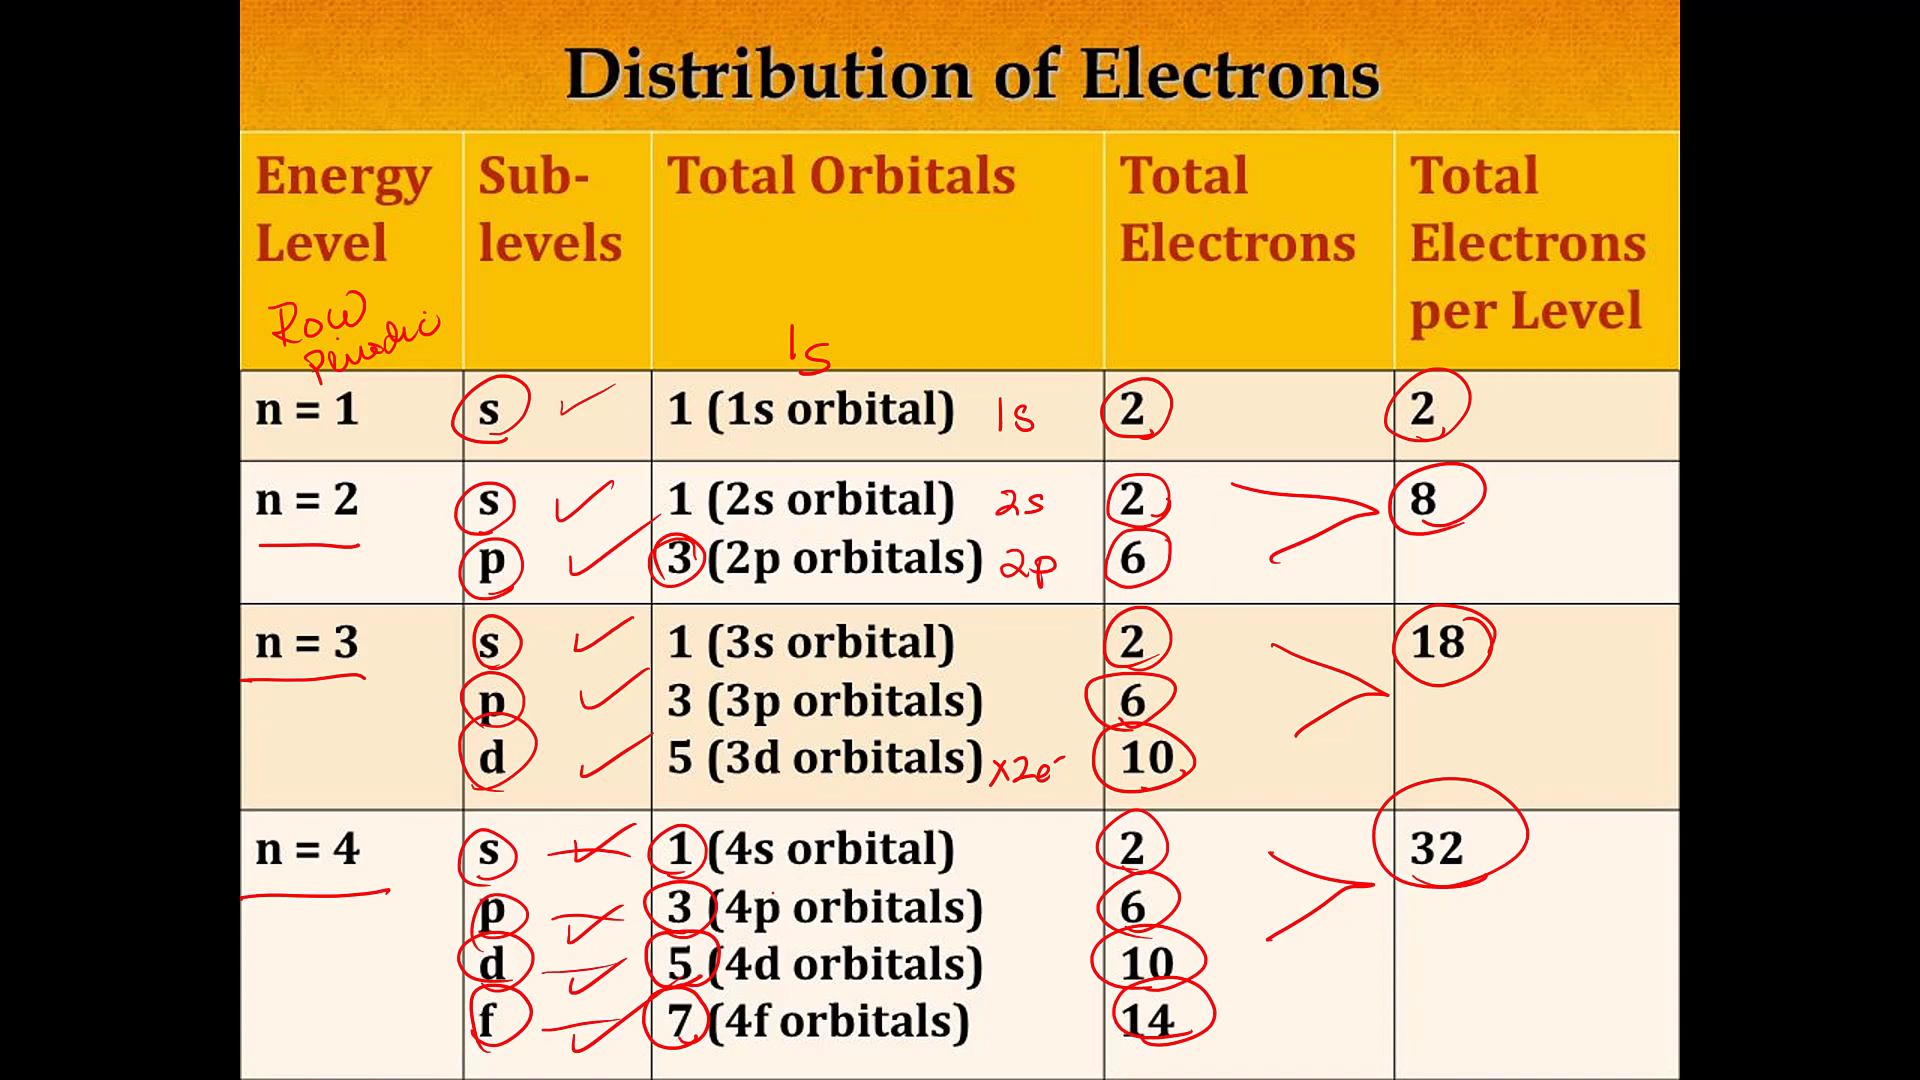 Distribution of Electrons
Energy Level
Sub-levels
Total Orbitals
Total Electrons
Total Electrons per Level
Row
Periodic
1s
n = 1
s
1 (1s orbital)
1s
2
2
n = 2
s
1 (2s orbital)
2s
2
8
p
3 (2p orbitals)
2p
6
n = 3
s
1 (3s orbital)
2
18
p
3 (3p orbitals)
6
d
5 (3d orbitals)
x2e⁻
10
n = 4
s
1 (4s orbital)
2
32
p
3 (4p orbitals)
6
d
5 (4d orbitals)
10
f
7 (4f orbitals)
14